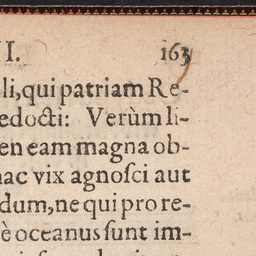 I. 163
li, qui patriam Re-
edocti: Verùm li-
en eam magna ob-
nac vix agnosci aut
dum, ne qui pro re-
è oceanus sunt im-